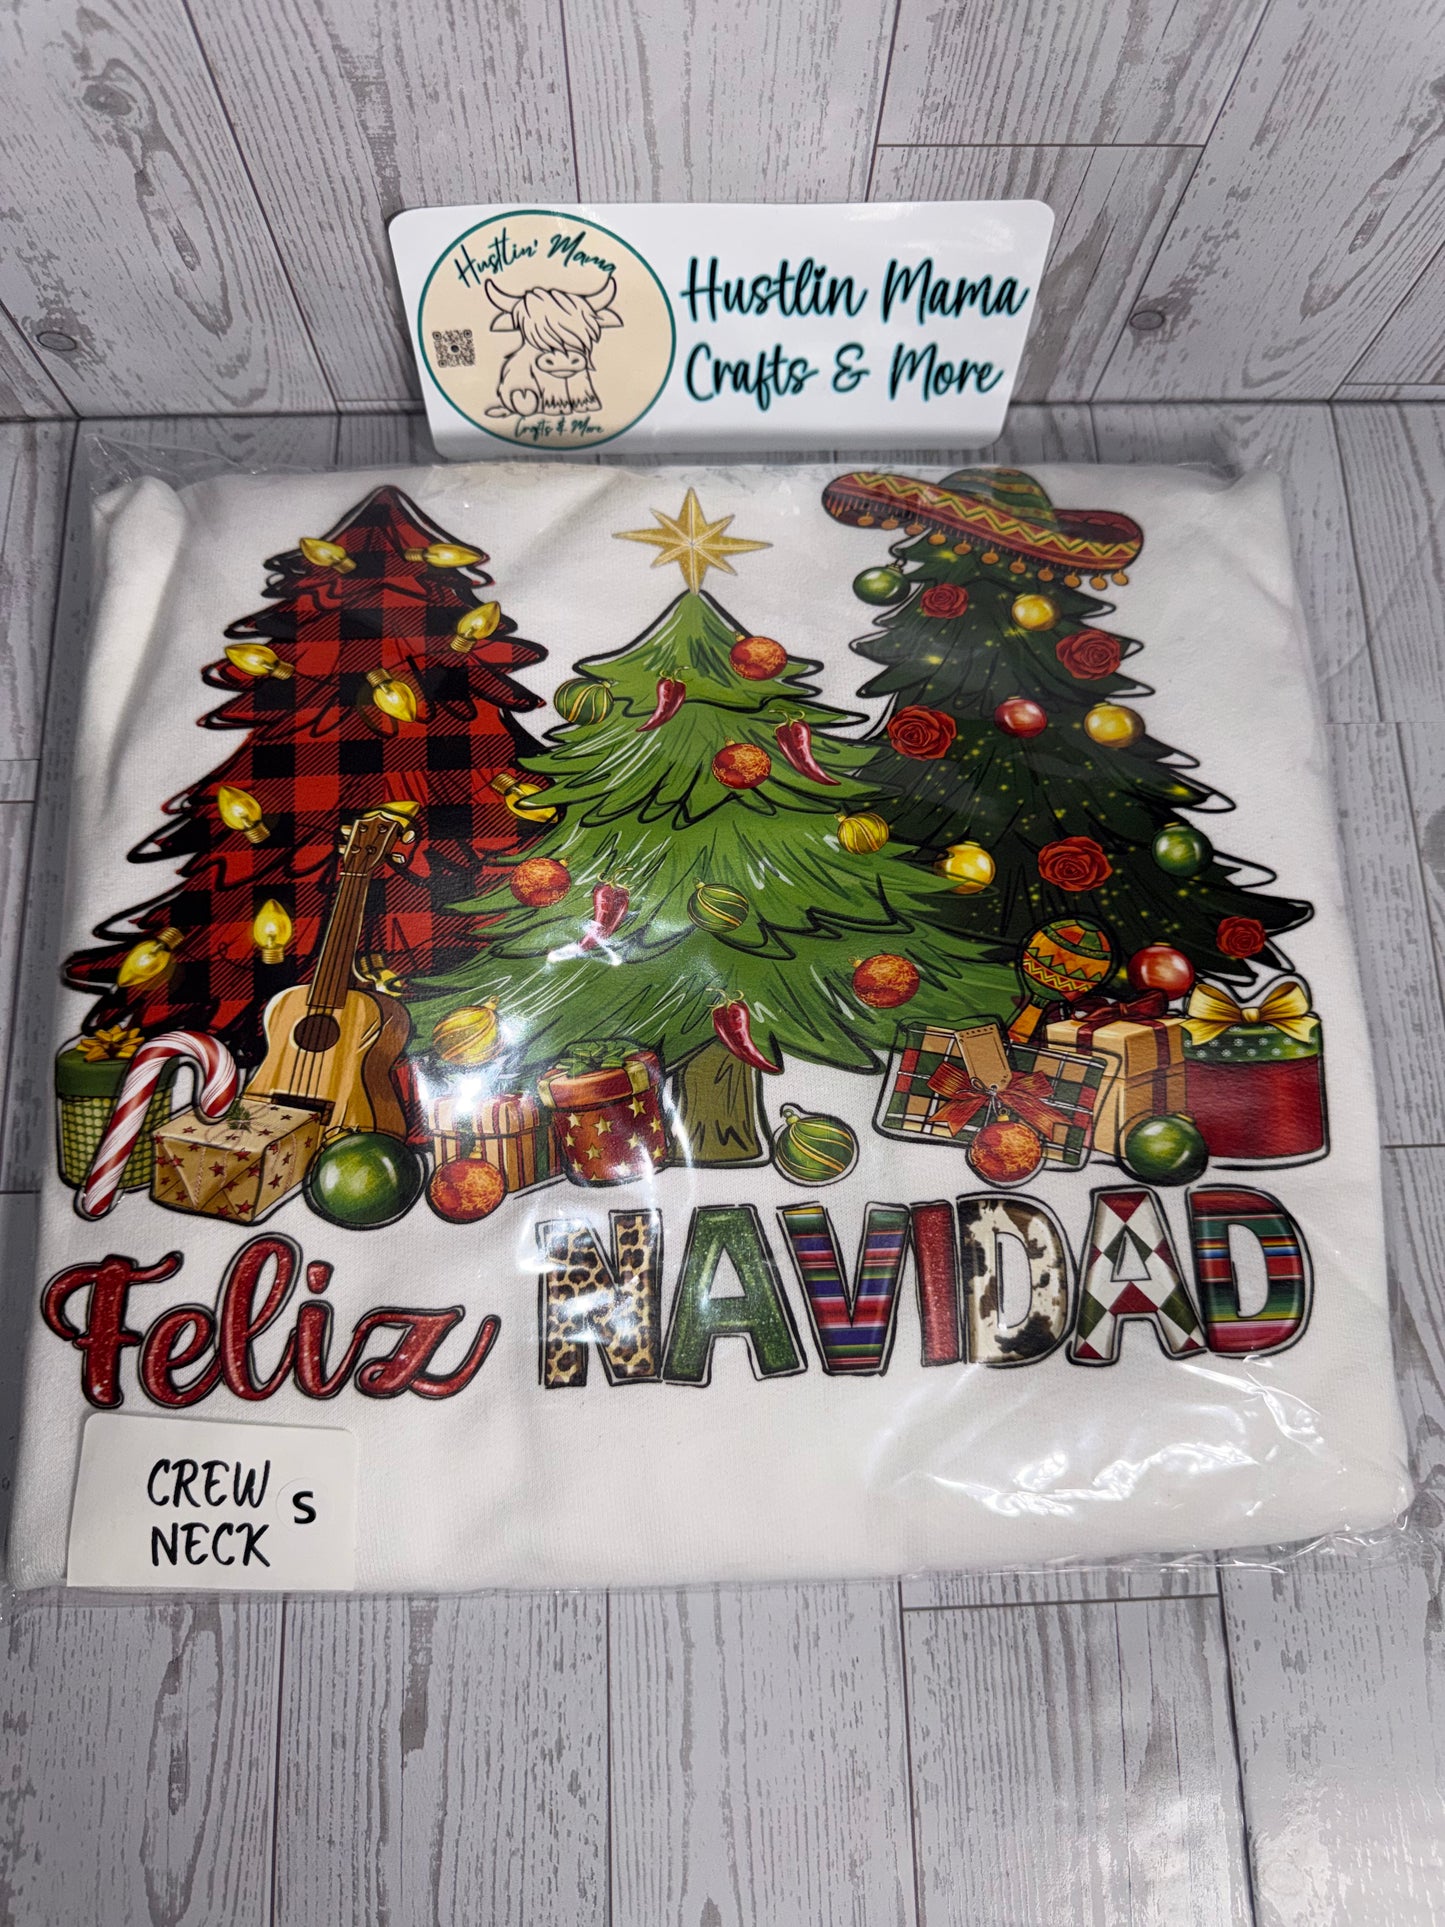 Hustlin' Mama
Crafts & More
Hustlin Mama
Crafts & More
Feliz NAVIDAD
CREW
NECK
S